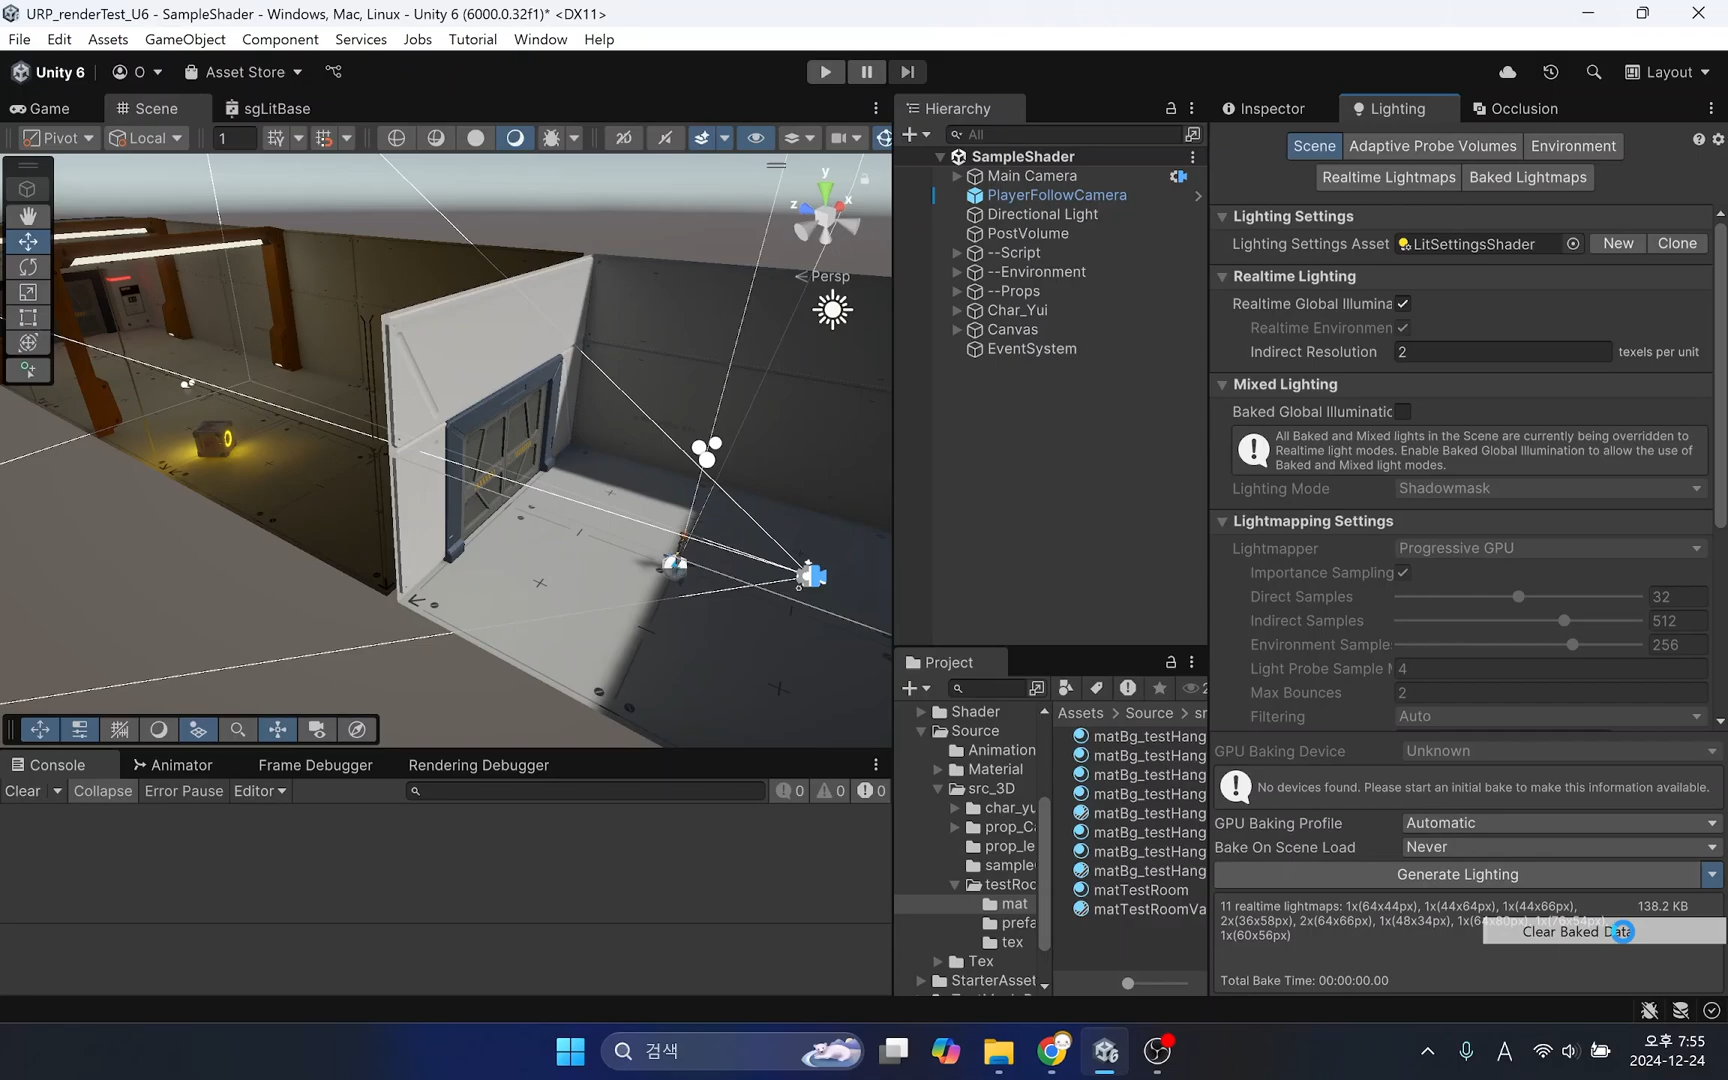 URP_renderTest_U6 - SampleShader - Windows, Mac, Linux - Unity 6 (6000.0.32f1)* <DX11>
File Edit Assets GameObject Component Services Jobs Tutorial Window Help
Unity 6 O Asset Store Layout
Game Scene sgLitBase
Pivot Local 1 2D
y
z x
Persp
Console Animator Frame Debugger Rendering Debugger
Clear Collapse Error Pause Editor 0 0 0
Hierarchy
All
SampleShader
Main Camera
PlayerFollowCamera
Directional Light
PostVolume
--Script
--Environment
--Props
Char_Yui
Canvas
EventSystem
Project
2
Shader
Source
Animation
Material
src_3D
char_yu
prop_Ca
prop_le
sample
testRoo
mat
prefa
tex
Tex
StarterAsset
Assets > Source > sr
matBg_testHang
matBg_testHang
matBg_testHang
matBg_testHang
matBg_testHang
matBg_testHang
matBg_testHang
matBg_testHang
matTestRoom
matTestRoomVa
Inspector Lighting Occlusion
Scene Adaptive Probe Volumes Environment
Realtime Lightmaps Baked Lightmaps
Lighting Settings
Lighting Settings Asset LitSettingsShader New Clone
Realtime Lighting
Realtime Global Illumina
Realtime Environmen
Indirect Resolution 2 texels per unit
Mixed Lighting
Baked Global Illuminatic
All Baked and Mixed lights in the Scene are currently being overridden to
Realtime light modes. Enable Baked Global Illumination to allow the use of
Baked and Mixed light modes.
Lighting Mode Shadowmask
Lightmapping Settings
Lightmapper Progressive GPU
Importance Sampling
Direct Samples 32
Indirect Samples 512
Environment Sample 256
Light Probe Sample M 4
Max Bounces 2
Filtering Auto
GPU Baking Device Unknown
No devices found. Please start an initial bake to make this information available.
GPU Baking Profile Automatic
Bake On Scene Load Never
Generate Lighting
11 realtime lightmaps: 1x(64x44px), 1x(44x64px), 1x(44x66px), 138.2 KB
2x(36x58px), 2x(64x66px), 1x(48x34px), 1x(64x80px), 1x(76x54px),
1x(60x56px)
Clear Baked Data
Total Bake Time: 00:00:00.00
검색
A 오후 7:55
2024-12-24